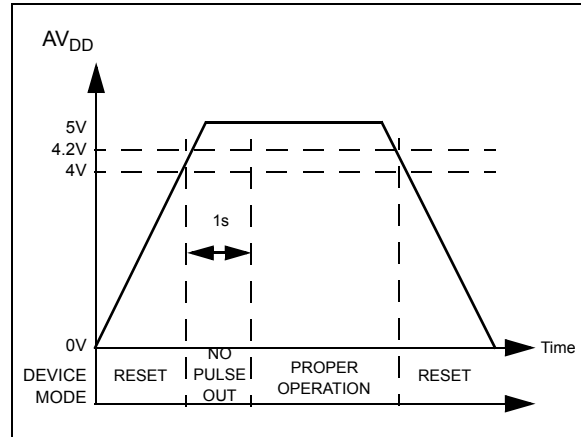 AVDD
5V
4.2V
4V
1s
0V
Time
DEVICE MODE
RESET
NO PULSE OUT
PROPER OPERATION
RESET